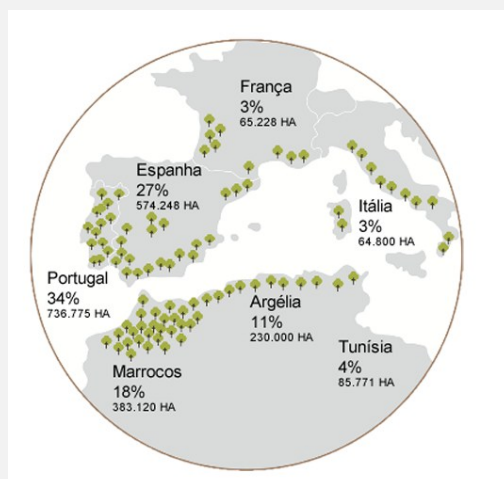 França
3%
65.228 HA
Espanha
27%
574.248 HA
Itália
3%
64.800 HA
Portugal
34%
736.775 HA
Argélia
11%
230.000 HA
Tunísia
4%
85.771 HA
Marrocos
18%
383.120 HA